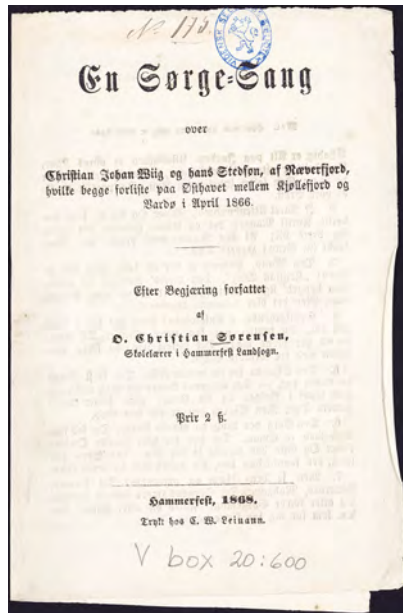 No 175.
En Sørge=Sang
over
Christian Johan Wiig og hans Stedsøn, af Næverfjord,
hvilke begge forliste paa Østhavet mellem Kjøllefjord og
Vardø i April 1866.
Efter Begjæring forfattet
af
O. Christian Sørensen,
Skolelærer i Hammerfest Landsogn.
Pris 2 ß.
Hammerfest, 1868.
Trykt hos C. W. Leinann.
V box 20:600